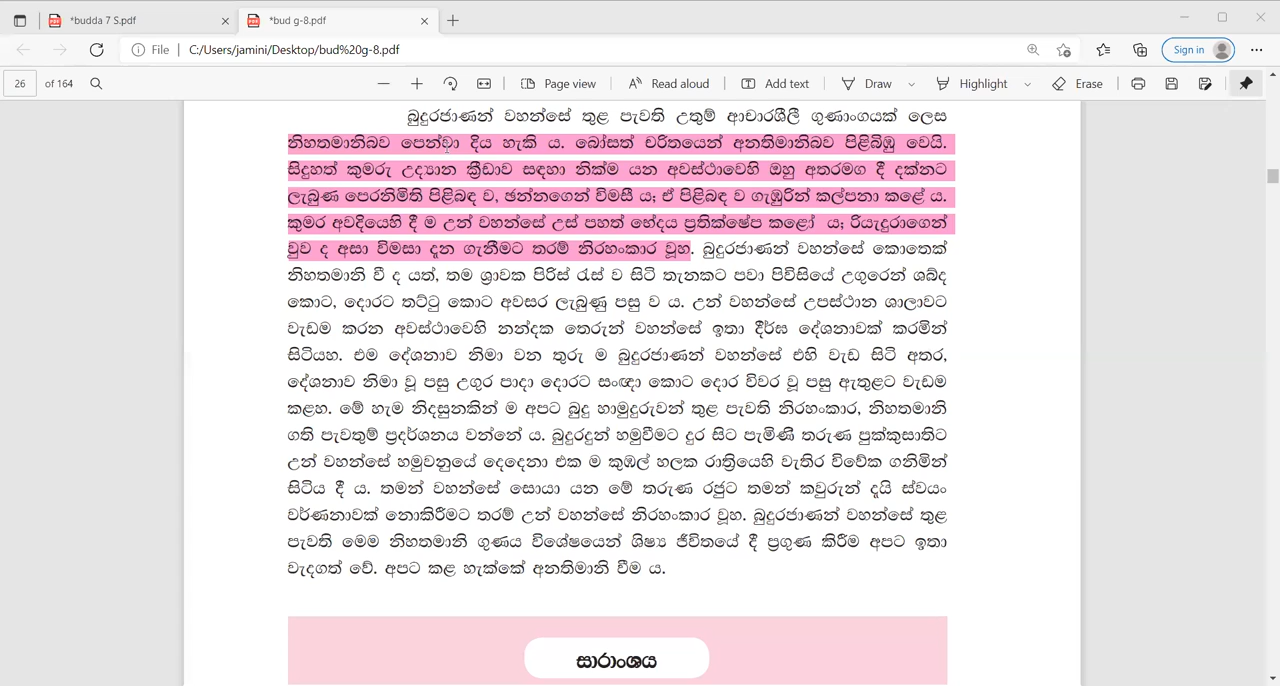 *budda 7 S.pdf
*bud g-8.pdf
File
C:/Users/jamini/Desktop/bud%20g-8.pdf
Sign in
26 of 164
Page view
Read aloud
Add text
Draw
Highlight
Erase
බුදුරජාණන් වහන්සේ තුළ පැවති උතුම් ආචාරශීලී ගුණාංගයක් ලෙස
නිහතමානිබව පෙන්වා දිය හැකි ය. බෝසත් චරිතයෙන් අනතිමානිබව පිළිබිඹු වෙයි.
සිදුහත් කුමරු උද්‍යාන ක්‍රීඩාව සඳහා නික්ම යන අවස්ථාවෙහි ඔහු අතරමග දී දක්නට
ලැබුණ පෙරනිමිති පිළිබඳ ව, ඡන්නගෙන් විමසී ය; ඒ පිළිබඳ ව ගැඹුරින් කල්පනා කළේ ය.
කුමර අවදියෙහි දී ම උන් වහන්සේ උස් පහත් භේදය ප්‍රතික්ෂේප කළෝ ය; රියැදුරාගෙන්
වුව ද අසා විමසා දැන ගැනීමට තරම් නිරහංකාර වූහ. බුදුරජාණන් වහන්සේ කොතෙක්
නිහතමානි වී ද යත්, තම ශ්‍රාවක පිරිස් රැස් ව සිටි තැනකට පවා පිවිසියේ උගුරෙන් ශබ්ද
කොට, දොරට තට්ටු කොට අවසර ලැබුණු පසු ව ය. උන් වහන්සේ උපස්ථාන ශාලාවට
වැඩම කරන අවස්ථාවෙහි නන්දක තෙරුන් වහන්සේ ඉතා දීර්ඝ දේශනාවක් කරමින්
සිටියහ. එම දේශනාව නිමා වන තුරු ම බුදුරජාණන් වහන්සේ එහි වැඩ සිටි අතර,
දේශනාව නිමා වූ පසු උගුර පාදා දොරට සංඥා කොට දොර විවර වූ පසු ඇතුළට වැඩම
කළහ. මේ හැම නිදසුනකින් ම අපට බුදු හාමුදුරුවන් තුළ පැවති නිරහංකාර, නිහතමානි
ගති පැවතුම් ප්‍රදර්ශනය වන්නේ ය. බුදුරදුන් හමුවීමට දුර සිට පැමිණි තරුණ පුක්කුසාතිට
උන් වහන්සේ හමුවනුයේ දෙදෙනා එක ම කුඹල් හලක රාත්‍රියෙහි වැතිර විවේක ගනිමින්
සිටිය දී ය. තමන් වහන්සේ සොයා යන මේ තරුණ රජුට තමන් කවුරුන් දැයි ස්වයං
වර්ණනාවක් නොකිරීමට තරම් උන් වහන්සේ නිරහංකාර වූහ. බුදුරජාණන් වහන්සේ තුළ
පැවති මෙම නිහතමානි ගුණය විශේෂයෙන් ශිෂ්‍ය ජීවිතයේ දී ප්‍රගුණ කිරීම අපට ඉතා
වැදගත් වේ. අපට කළ හැක්කේ අනතිමානි වීම ය.
සාරාංශය